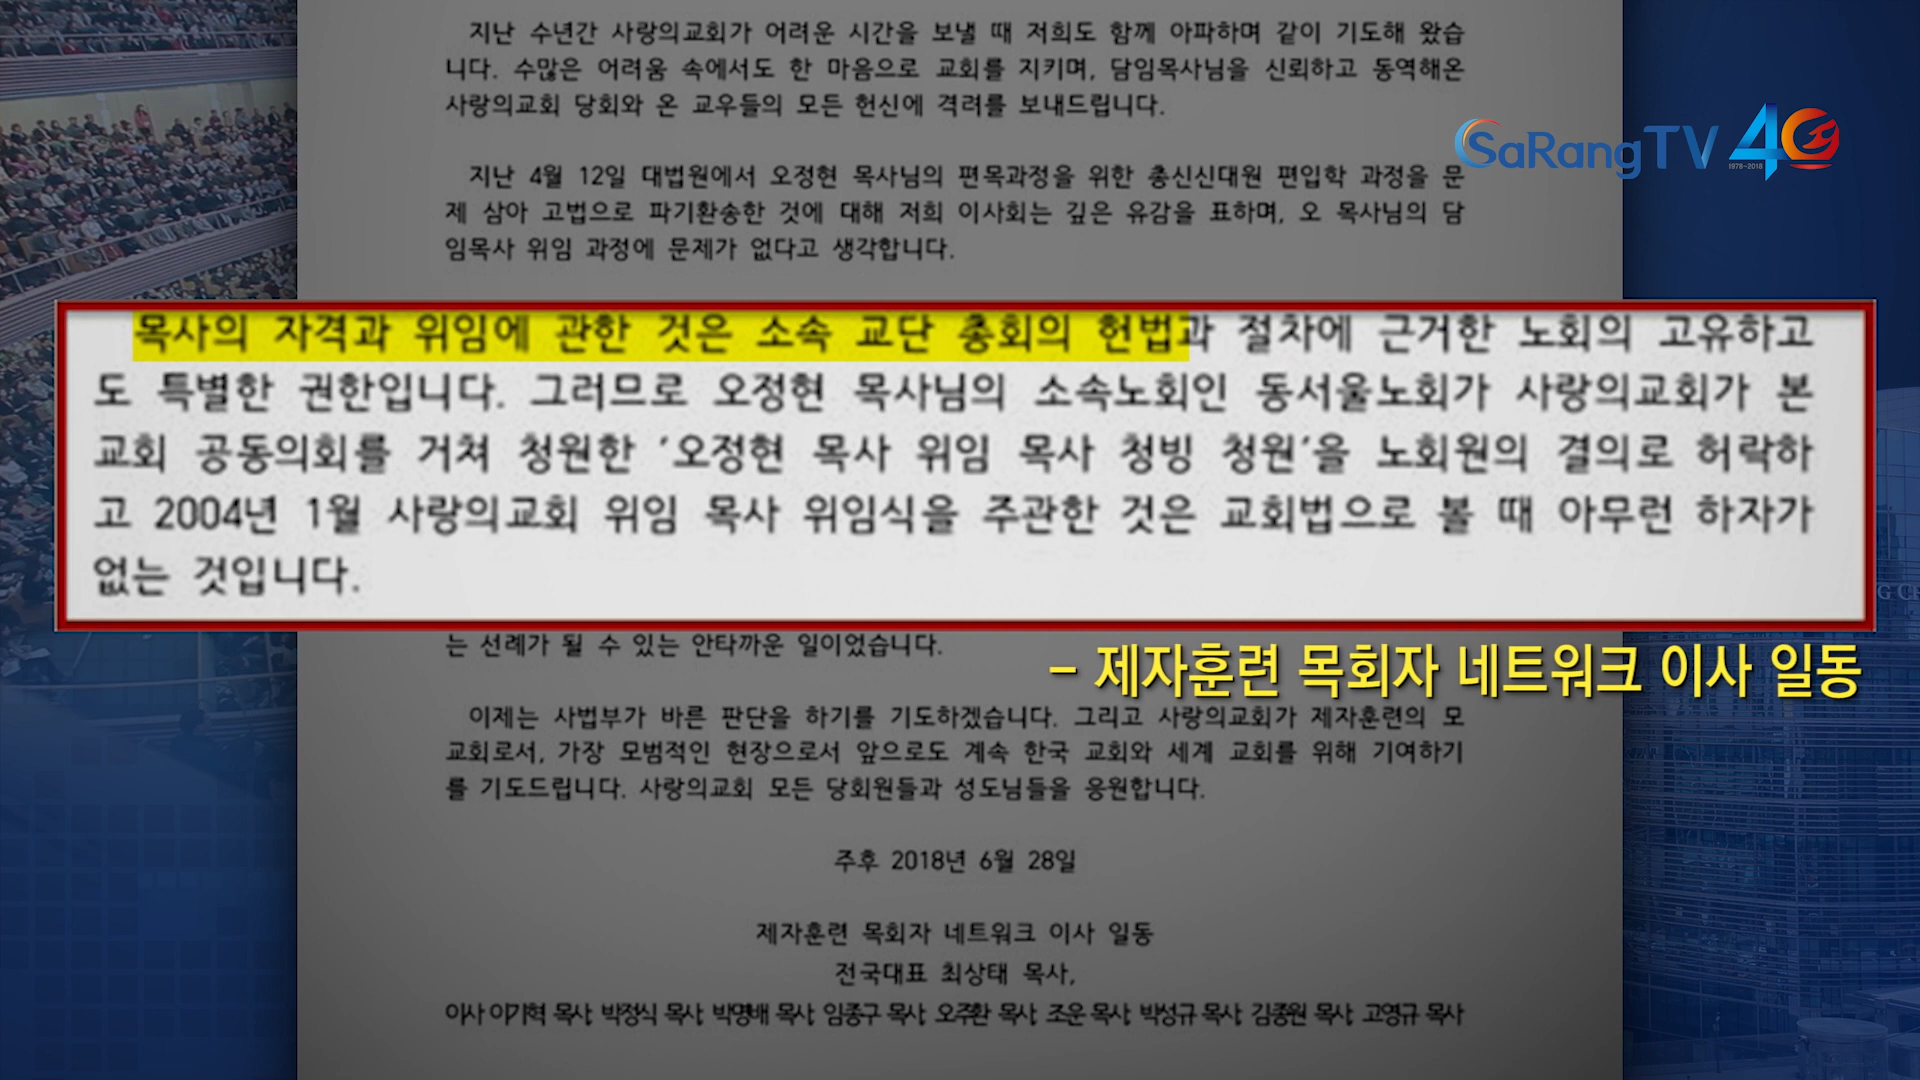 지난 수년간 사랑의교회가 어려운 시간을 보낼 때 저희도 함께 아파하며 같이 기도해 왔습
니다. 수많은 어려움 속에서도 한 마음으로 교회를 지키며, 담임목사님을 신뢰하고 동역해온
사랑의교회 당회와 온 교우들의 모든 헌신에 격려를 보내드립니다.
SaRang TV 40
1978~2018
지난 4월 12일 대법원에서 오정현 목사님의 편목과정을 위한 총신신대원 편입학 과정을 문
제 삼아 고법으로 파기환송한 것에 대해 저희 이사회는 깊은 유감을 표하며, 오 목사님의 담
임목사 위임 과정에 문제가 없다고 생각합니다.
목사의 자격과 위임에 관한 것은 소속 교단 총회의 헌법과 절차에 근거한 노회의 고유하고
도 특별한 권한입니다. 그러므로 오정현 목사님의 소속노회인 동서울노회가 사랑의교회가 본
교회 공동의회를 거쳐 청원한 '오정현 목사 위임 목사 청빙 청원'을 노회원의 결의로 허락하
고 2004년 1월 사랑의교회 위임 목사 위임식을 주관한 것은 교회법으로 볼 때 아무런 하자가
없는 것입니다.
G C
는 선례가 될 수 있는 안타까운 일이었습니다.
- 제자훈련 목회자 네트워크 이사 일동
이제는 사법부가 바른 판단을 하기를 기도하겠습니다. 그리고 사랑의교회가 제자훈련의 모
교회로서, 가장 모범적인 현장으로서 앞으로도 계속 한국 교회와 세계 교회를 위해 기여하기
를 기도드립니다. 사랑의교회 모든 당회원들과 성도님들을 응원합니다.
주후 2018년 6월 28일
제자훈련 목회자 네트워크 이사 일동
전국대표 최상태 목사,
이사 이기혁 목사, 박정식 목사, 박명배 목사, 임종구 목사, 오주환 목사, 조운 목사, 박성규 목사, 김종원 목사, 고영규 목사